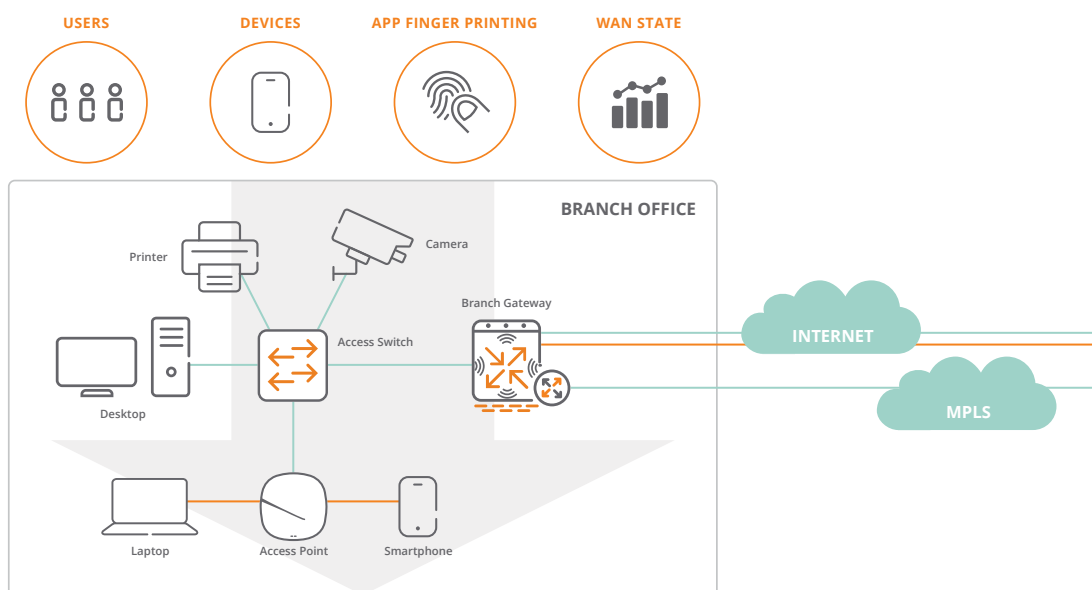 USERS
DEVICES
APP FINGER PRINTING
WAN STATE
BRANCH OFFICE
Printer
Camera
Branch Gateway
Access Switch
INTERNET
Desktop
MPLS
Laptop
Access Point
Smartphone